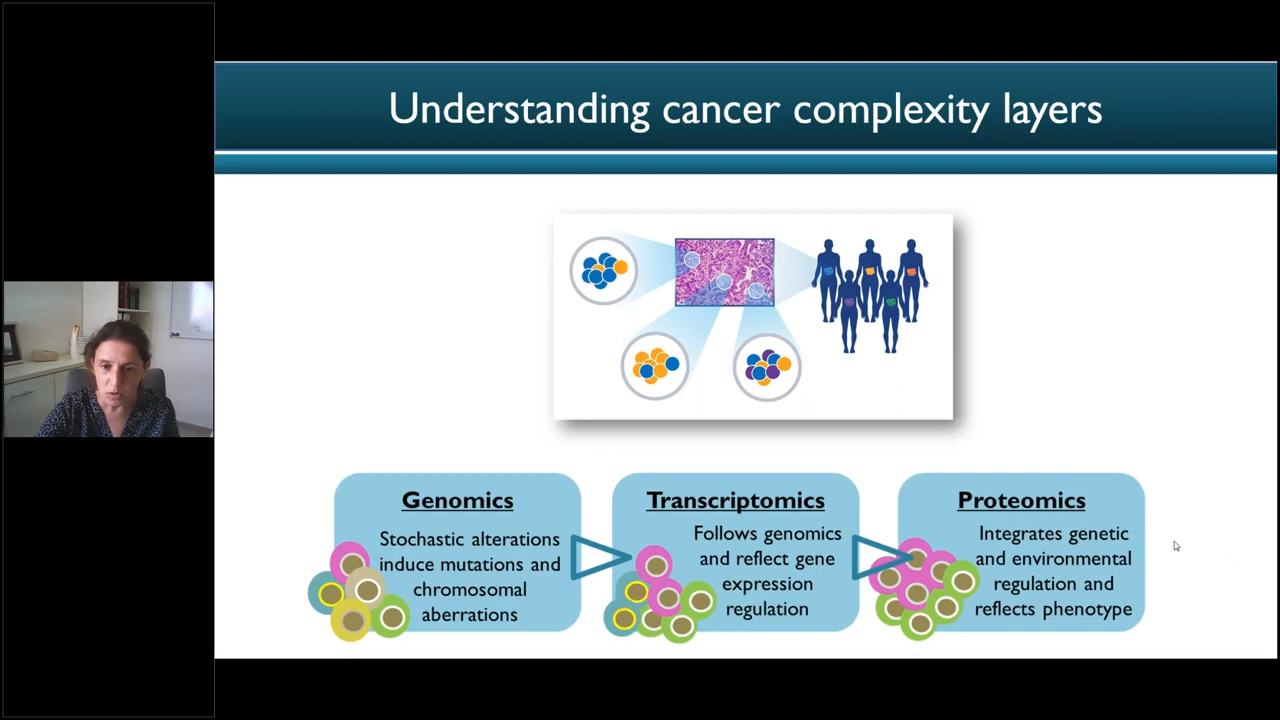 Understanding cancer complexity layers
Genomics
Stochastic alterations
induce mutations and
chromosomal
aberrations
Transcriptomics
Follows genomics
and reflect gene
expression
regulation
Proteomics
Integrates genetic
and environmental
regulation and
reflects phenotype